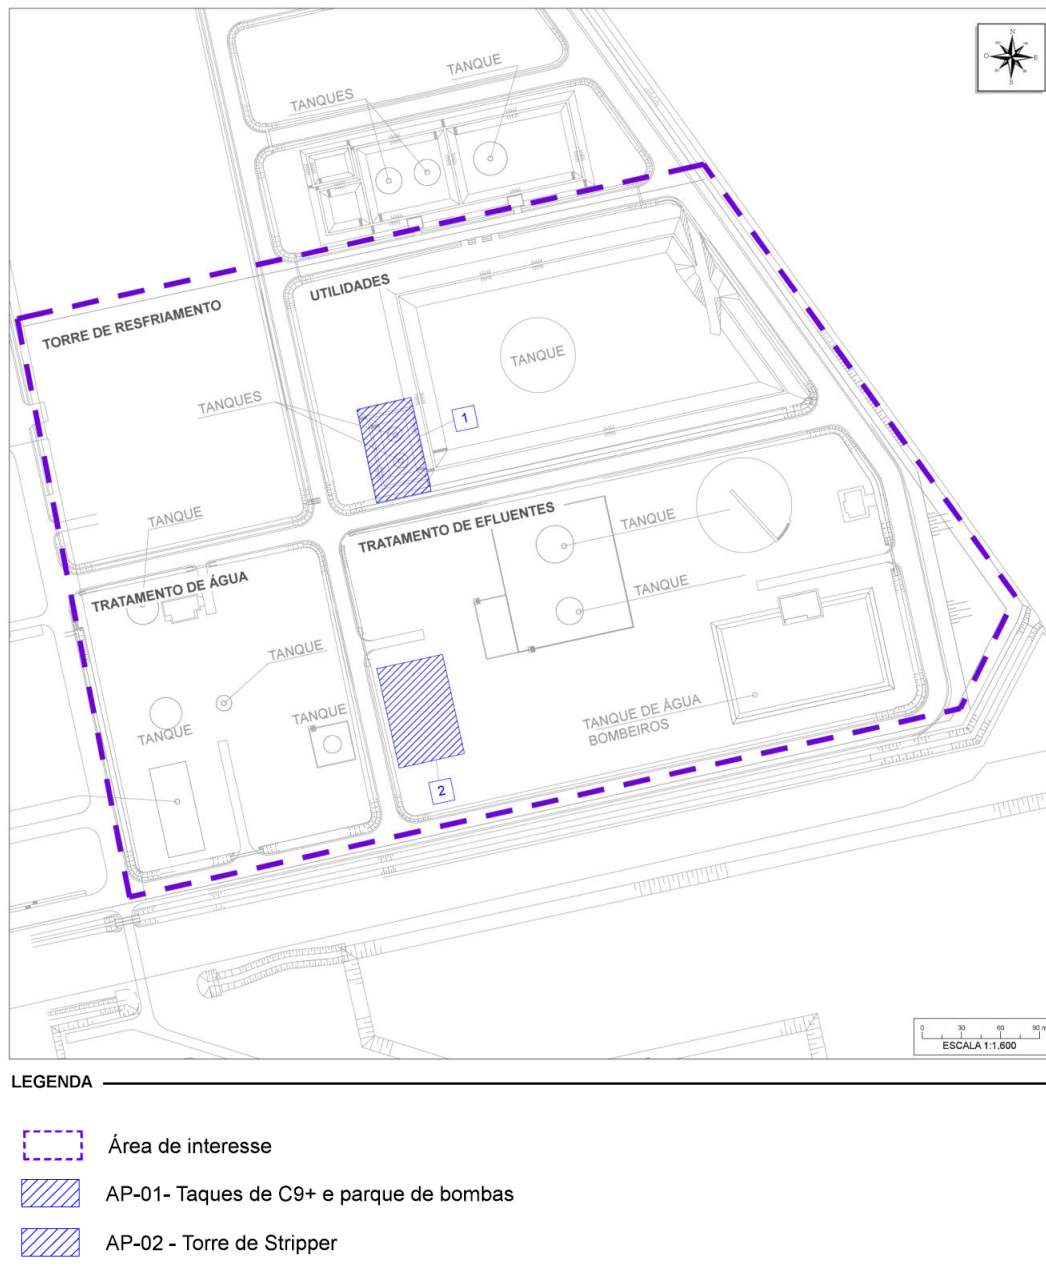 N
O
E
S
TANQUE
TANQUES
UTILIDADES
TORRE DE RESFRIAMENTO
TANQUE
TANQUES
1
TANQUE
TRATAMENTO DE EFLUENTES
TANQUE
TRATAMENTO DE ÁGUA
TANQUE
TANQUE
TANQUE
TANQUE
TANQUE DE ÁGUA
BOMBEIROS
2
0 30 60 90 m
ESCALA 1:1.600
LEGENDA
Área de interesse
AP-01- Taques de C9+ e parque de bombas
AP-02 - Torre de Stripper